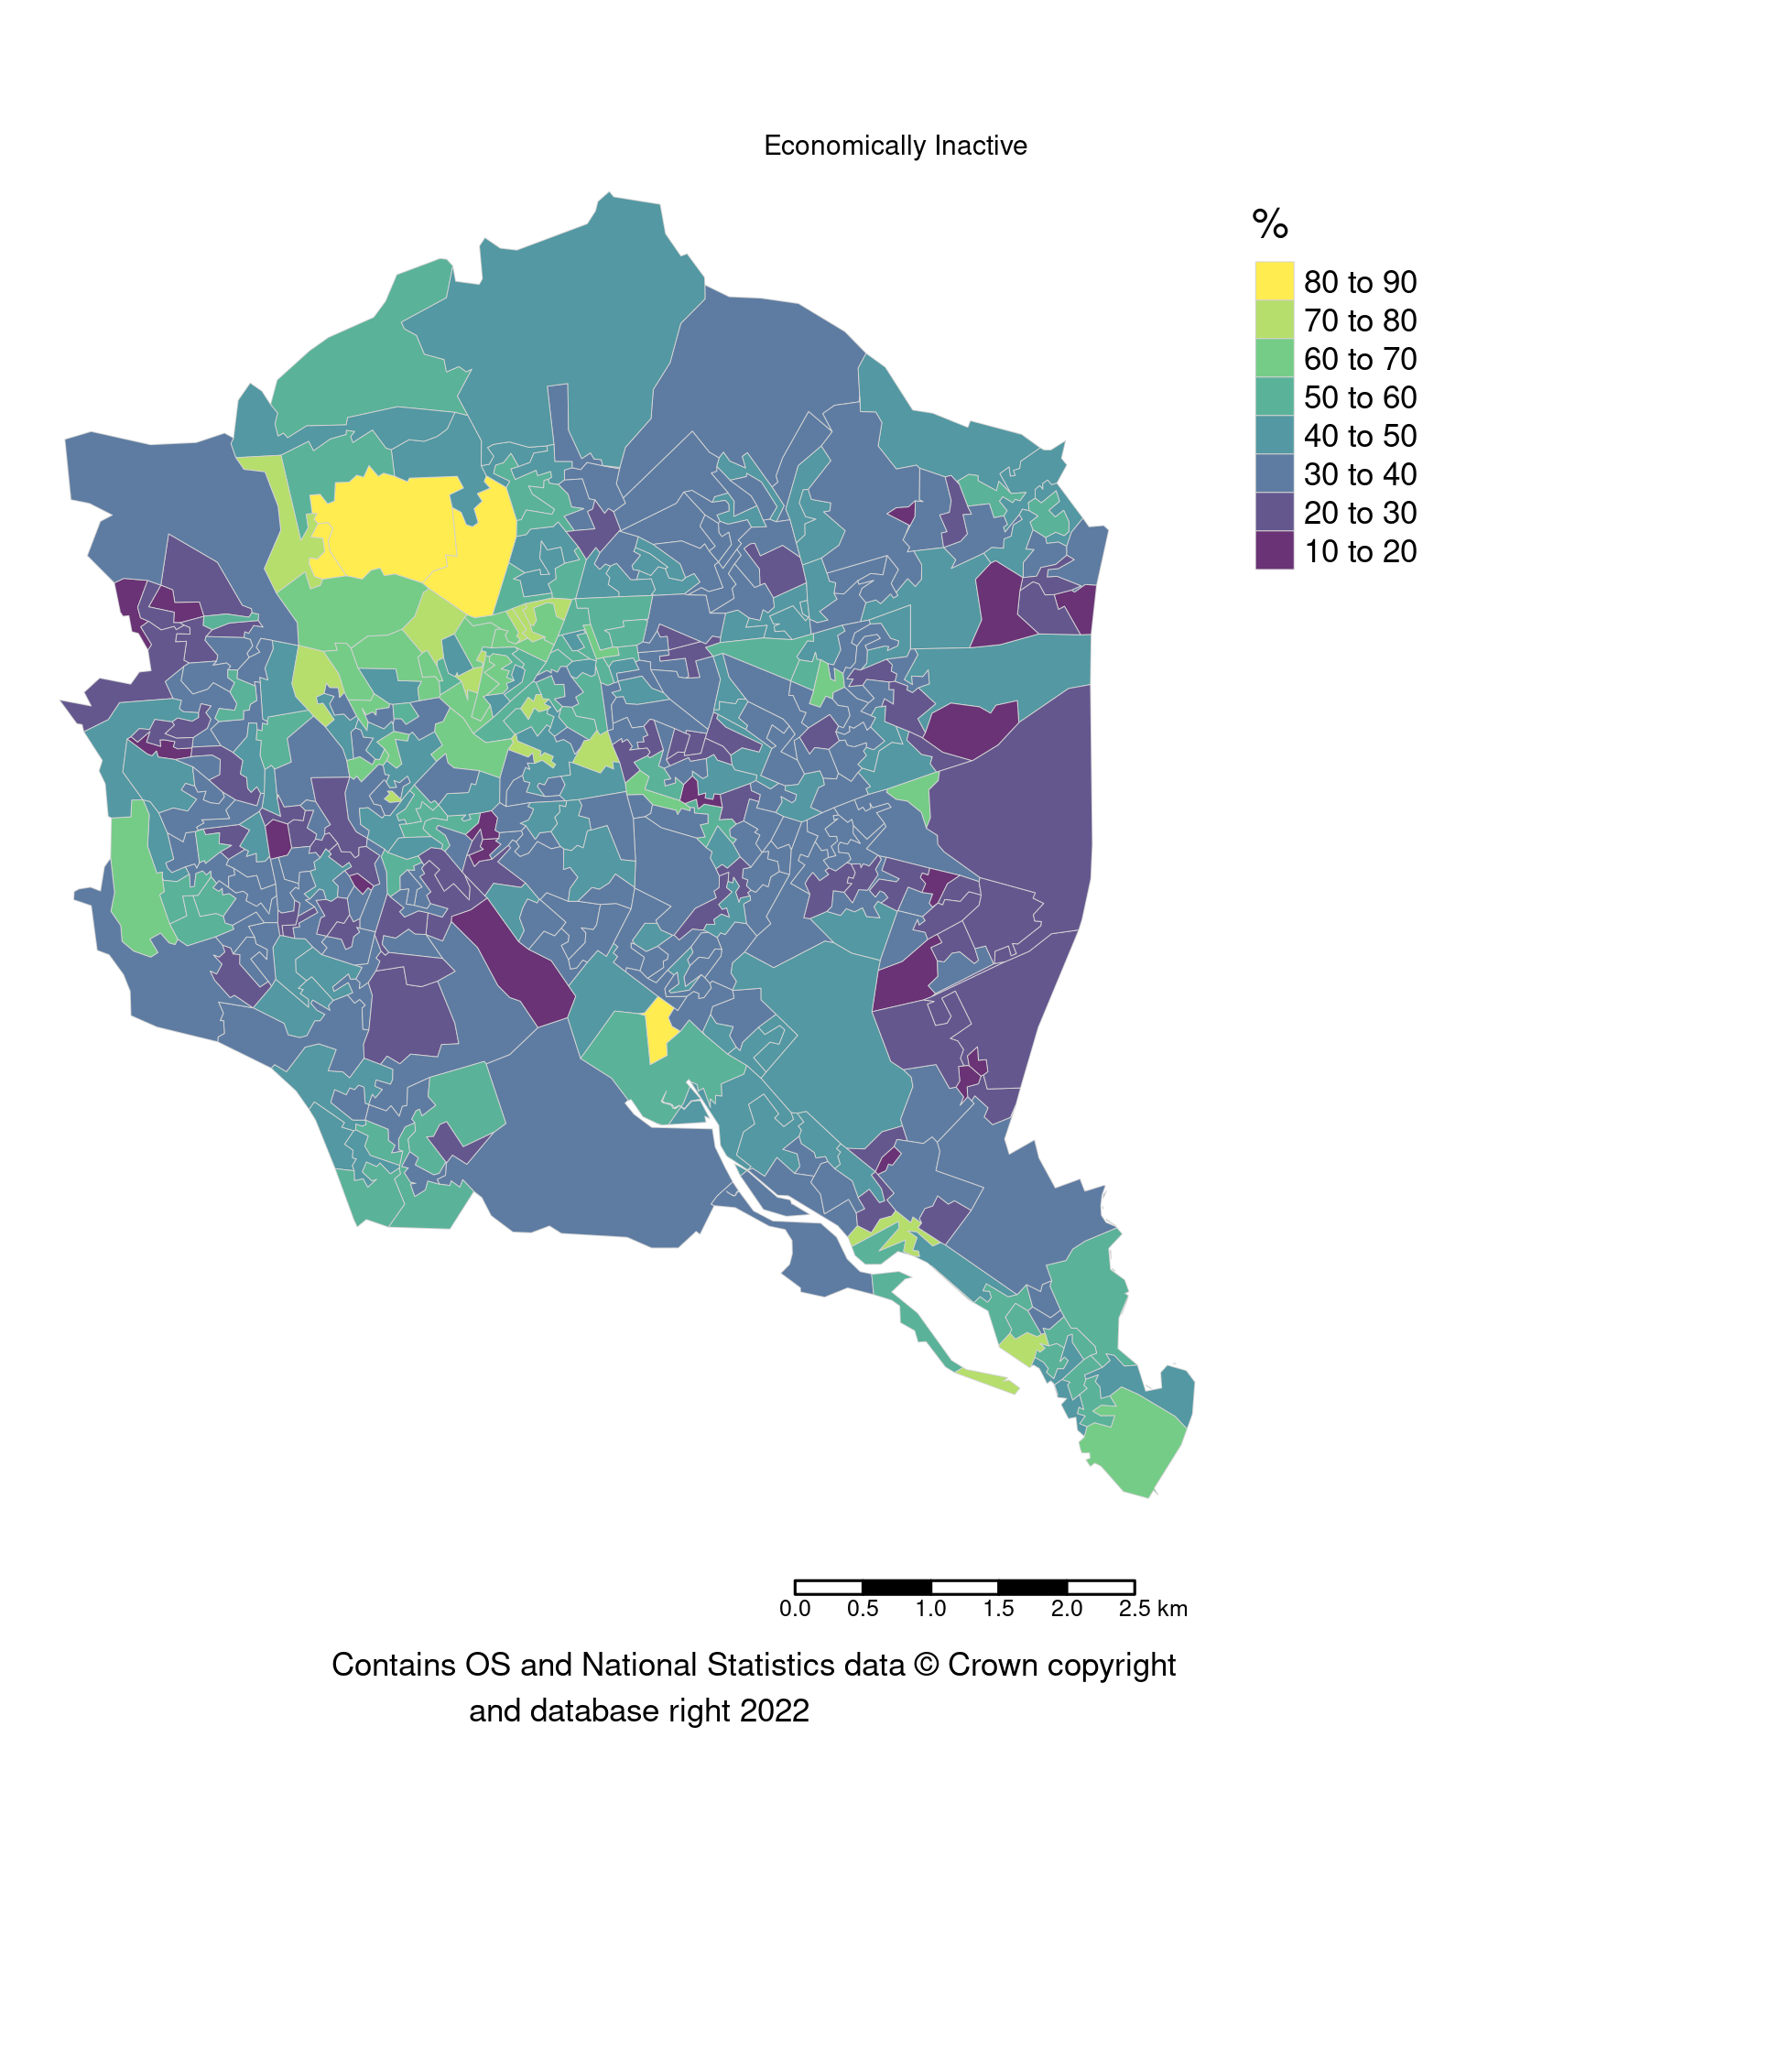 Economically Inactive
%
80 to 90
70 to 80
60 to 70
50 to 60
40 to 50
30 to 40
20 to 30
10 to 20
0.0 0.5 1.0 1.5 2.0 2.5 km
Contains OS and National Statistics data © Crown copyright
and database right 2022